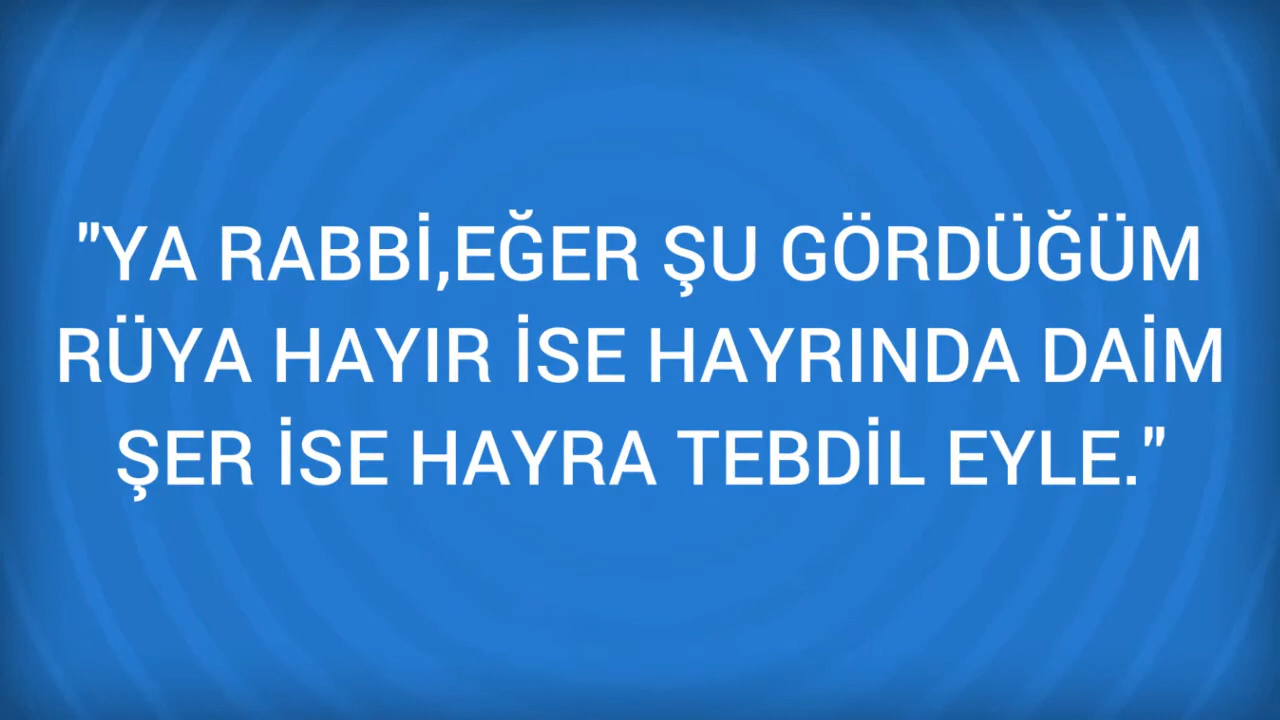 "YA RABBİ,EĞER ŞU GÖRDÜĞÜM
RÜYA HAYIR İSE HAYRINDA DAİM
ŞER İSE HAYRA TEBDİL EYLE."